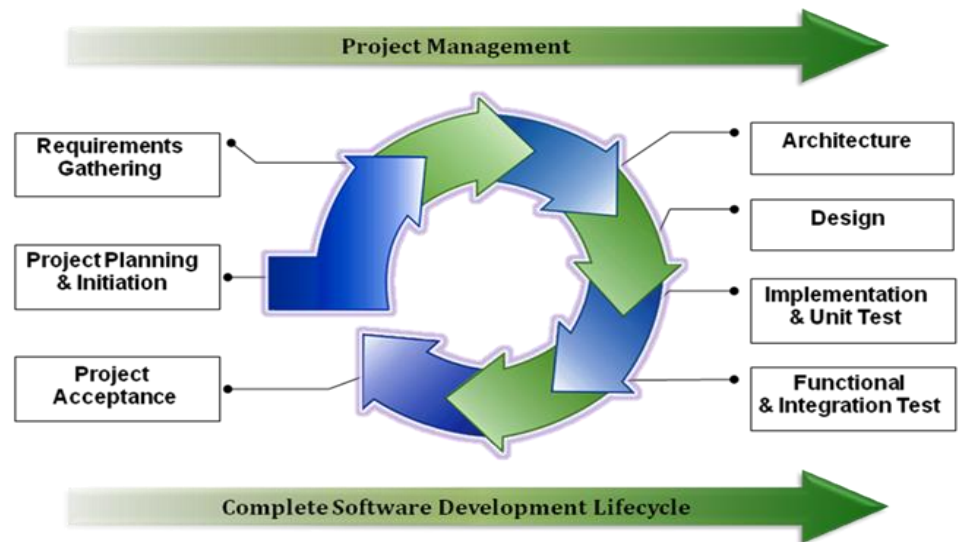 Project Management
Requirements
Gathering
Project Planning
& Initiation
Project
Acceptance
Architecture
Design
Implementation
& Unit Test
Functional
& Integration Test
Complete Software Development Lifecycle